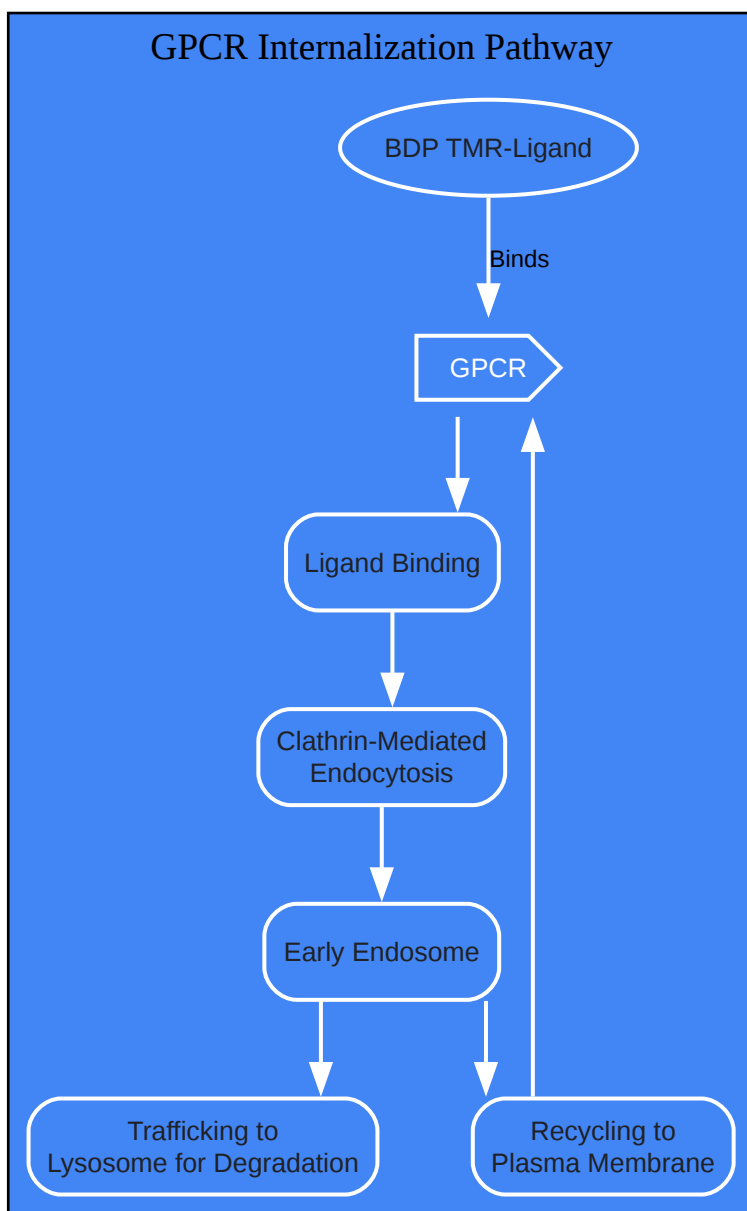 GPCR Internalization Pathway
BDP TMR-Ligand
Binds
GPCR
Ligand Binding
Clathrin-Mediated
Endocytosis
Early Endosome
Trafficking to
Lysosome for Degradation
Recycling to
Plasma Membrane